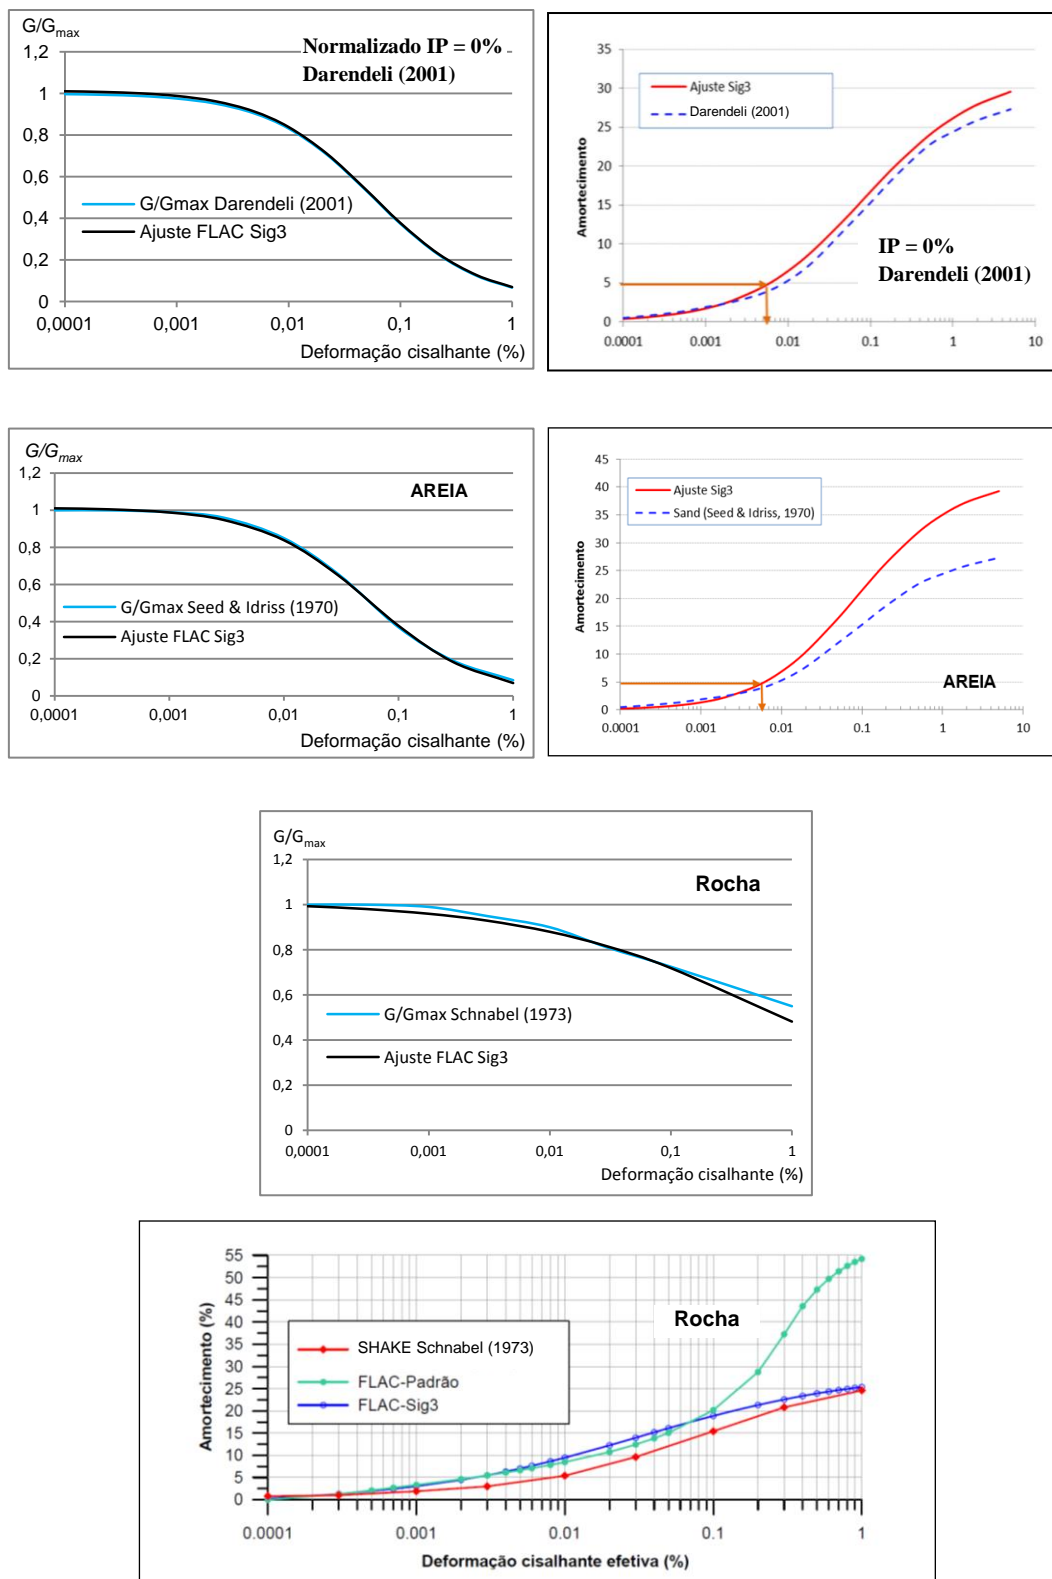 G/Gmax
Normalizado IP = 0%
Darendeli (2001)
1,2
1
0,8
0,6
0,4
0,2
0
G/Gmax Darendeli (2001)
Ajuste FLAC Sig3
0,0001 0,001 0,01 0,1 1
Deformação cisalhante (%)
35
30
25
20
15
10
5
0
Amortecimento
Ajuste Sig3
Darendeli (2001)
IP = 0%
Darendeli (2001)
0.0001 0.001 0.01 0.1 1 10
G/Gmax
1,2
1
0,8
0,6
0,4
0,2
0
AREIA
G/Gmax Seed & Idriss (1970)
Ajuste FLAC Sig3
0,0001 0,001 0,01 0,1 1
Deformação cisalhante (%)
45
40
35
30
25
20
15
10
5
0
Amortecimento
Ajuste Sig3
Sand (Seed & Idriss, 1970)
AREIA
0.0001 0.001 0.01 0.1 1 10
G/Gmax
1,2
1
0,8
0,6
0,4
0,2
0
Rocha
G/Gmax Schnabel (1973)
Ajuste FLAC Sig3
0,0001 0,001 0,01 0,1 1
Deformação cisalhante (%)
55
50
45
40
35
30
25
20
15
10
5
0
Amortecimento (%)
Rocha
SHAKE Schnabel (1973)
FLAC-Padrão
FLAC-Sig3
0.0001 0.001 0.01 0.1 1
Deformação cisalhante efetiva (%)